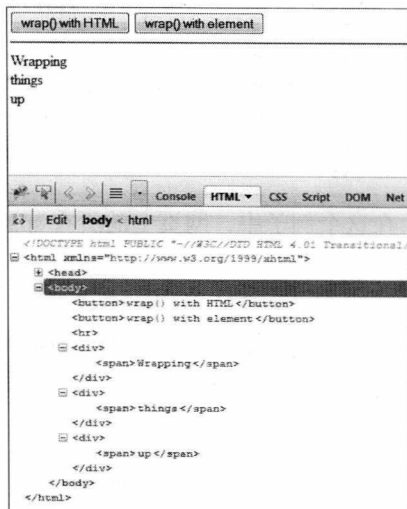 wrap() with HTML wrap() with element
Wrapping
things
up
Console HTML CSS Script DOM Net
Edit body < html
<!DOCTYPE html PUBLIC "-//W3C//DTD HTML 4.01 Transitional/
<html xmlns="http://www.w3.org/1999/xhtml">
<head>
<body>
<button>wrap() with HTML</button>
<button>wrap() with element</button>
<hr>
<div>
<span>Wrapping</span>
</div>
<div>
<span>things</span>
</div>
<div>
<span>up</span>
</div>
</body>
</html>